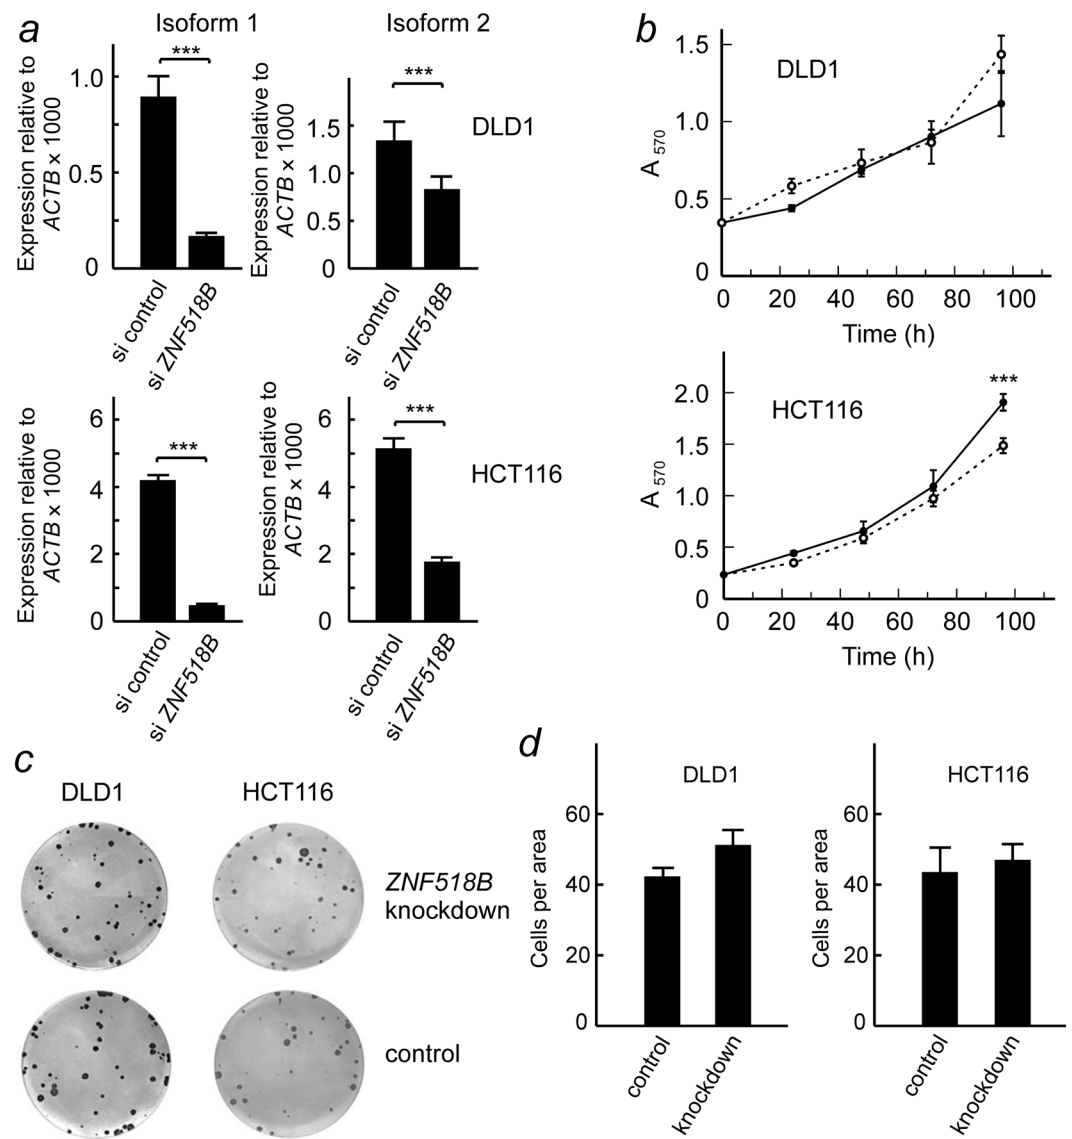 a
Isoform 1
Isoform 2
Expression relative to
ACTB x 1000
1.0
0.5
0
***
si control
si ZNF518B
Expression relative to
ACTB x 1000
1.5
1.0
0.5
0
***
DLD1
si control
si ZNF518B
Expression relative to
ACTB x 1000
6
4
2
0
***
si control
si ZNF518B
Expression relative to
ACTB x 1000
6
4
2
0
***
HCT116
si control
si ZNF518B
b
DLD1
A 570
1.5
1.0
0.5
0
0 20 40 60 80 100
Time (h)
HCT116
***
A 570
2.0
1.5
1.0
0.5
0
0 20 40 60 80 100
Time (h)
c
DLD1
HCT116
ZNF518B
knockdown
control
d
DLD1
Cells per area
60
40
20
0
control
knockdown
HCT116
Cells per area
60
40
20
0
control
knockdown